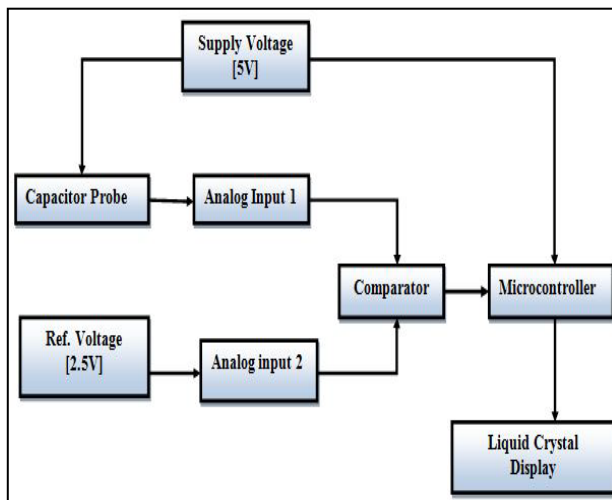 Supply Voltage
[5V]
Capacitor Probe
Analog Input 1
Comparator
Microcontroller
Ref. Voltage
[2.5V]
Analog input 2
Liquid Crystal
Display